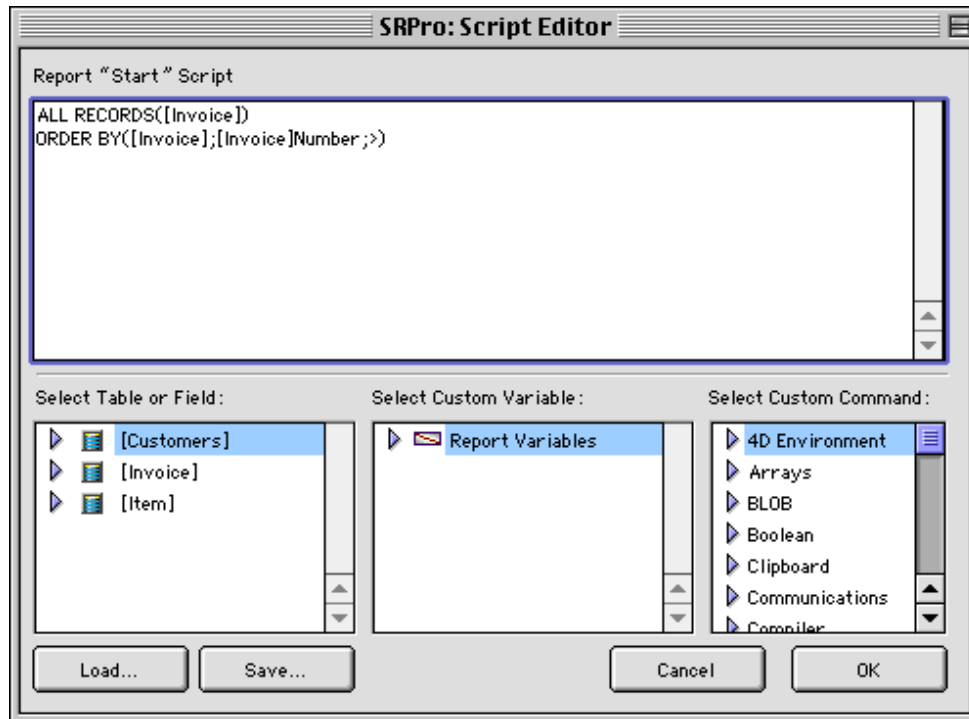 SRPro: Script Editor
Report “Start” Script
ALL RECORDS([Invoice])
ORDER BY([Invoice];[Invoice]Number;>)
Select Table or Field:
[Customers]
[Invoice]
[Item]
Select Custom Variable:
Report Variables
Select Custom Command:
4D Environment
Arrays
BLOB
Boolean
Clipboard
Communications
Compiler
Load...
Save...
Cancel
OK